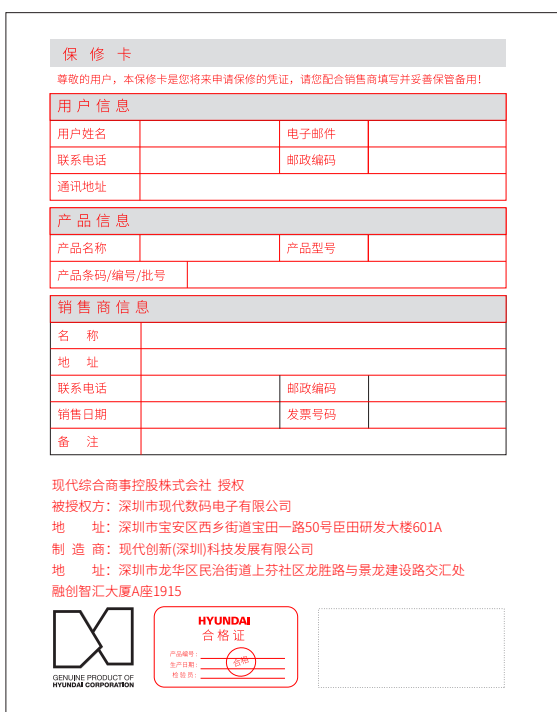 保 修 卡
尊敬的用户，本保修卡是您将来申请保修的凭证，请您配合销售商填写并妥善保管备用！
用户信息
用户姓名 电子邮件
联系电话 邮政编码
通讯地址
产品信息
产品名称 产品型号
产品条码/编号/批号
销售商信息
名 称
地 址
联系电话 邮政编码
销售日期 发票号码
备 注
现代综合商事控股株式会社 授权
被授权方：深圳市现代数码电子有限公司
地 址：深圳市宝安区西乡街道宝田一路50号臣田研发大楼601A
制 造 商：现代创新(深圳)科技发展有限公司
地 址：深圳市龙华区民治街道上芬社区龙胜路与景龙建设路交汇处
融创智汇大厦A座1915
GENUINE PRODUCT OF
HYUNDAI CORPORATION
HYUNDAI
合格证
产品编号：
生产日期：
检 验 员：
合格